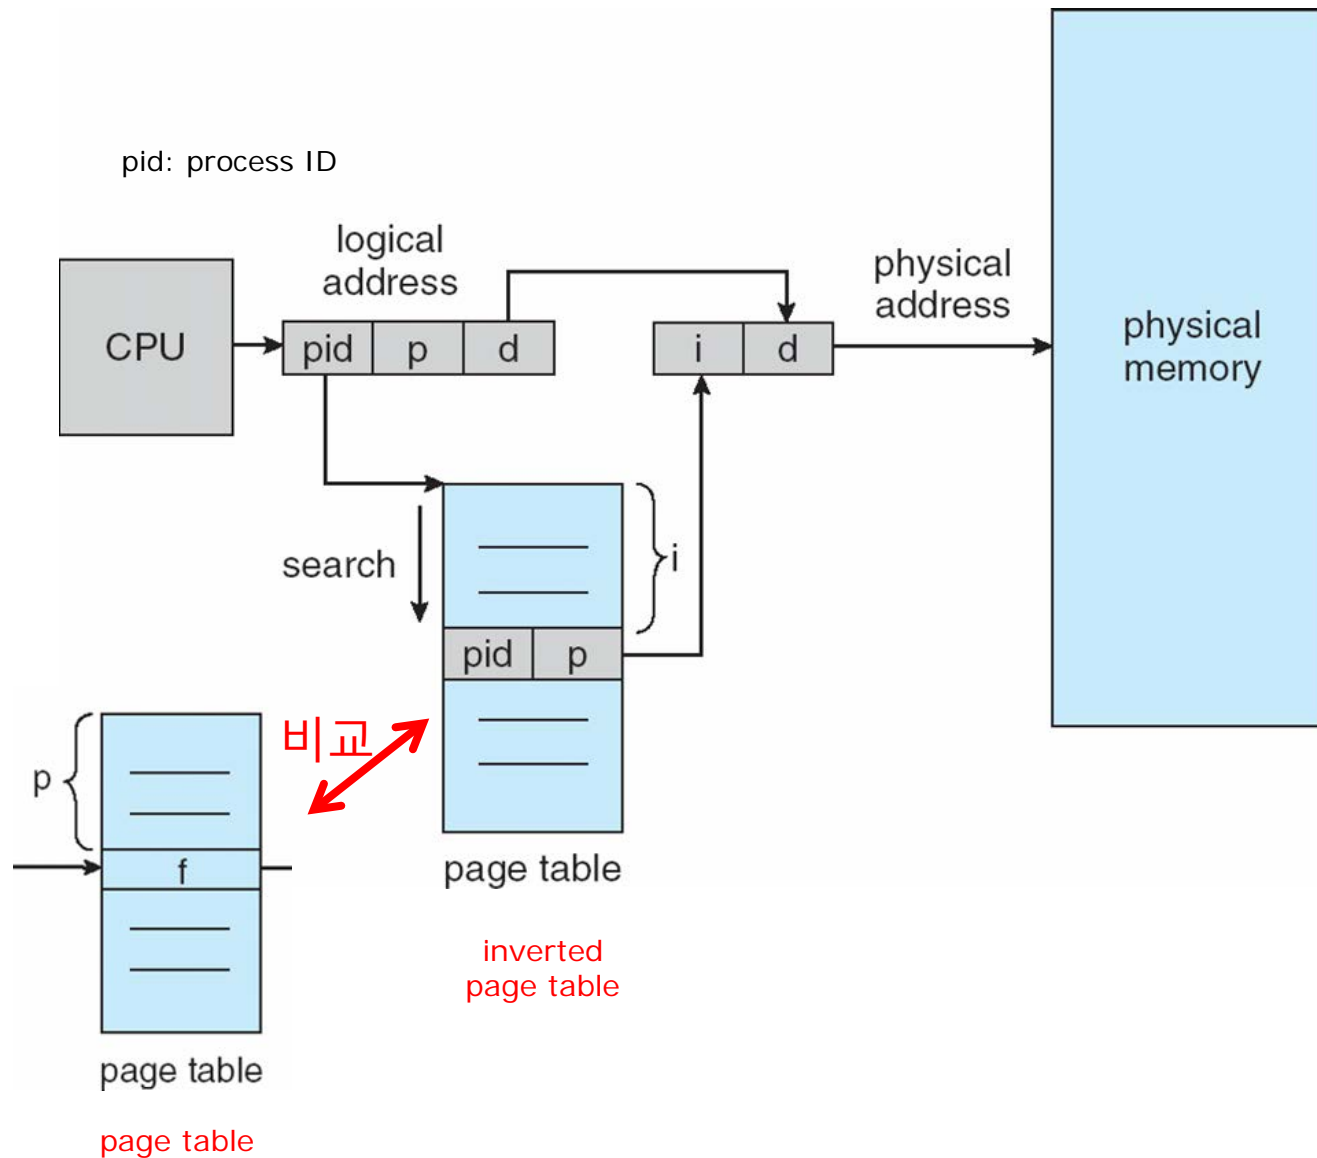 pid: process ID
logical
address
physical
address
CPU
pid p d
i d
physical
memory
search
i
pid p
비교
p
f
page table
inverted
page table
page table
page table